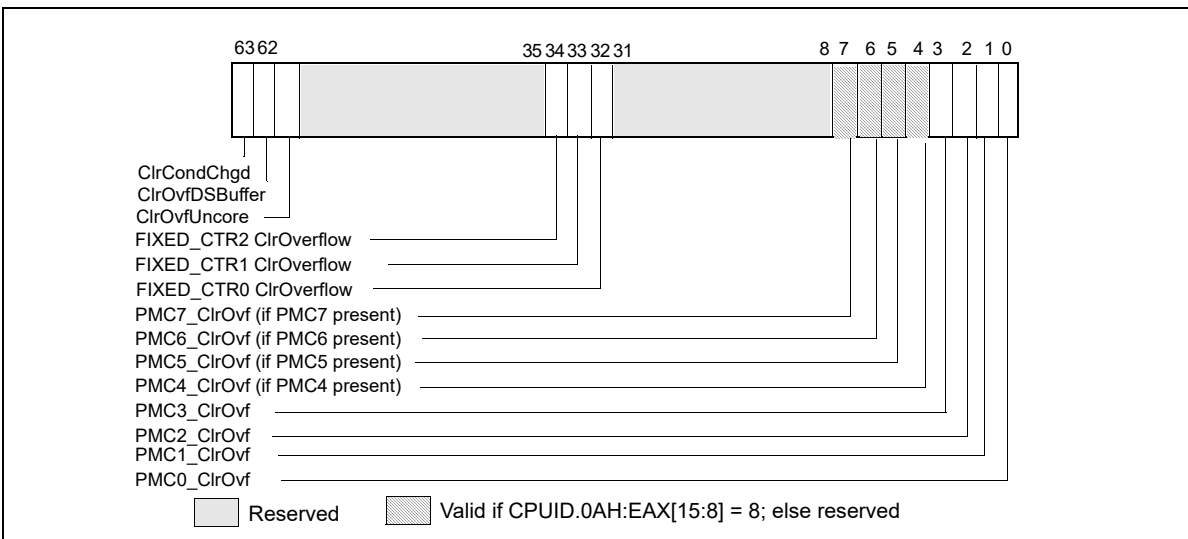 63 62 35 34 33 32 31 8 7 6 5 4 3 2 1 0
ClrCondChgd
ClrOvfDSBuffer
ClrOvfUncore
FIXED_CTR2 ClrOverflow
FIXED_CTR1 ClrOverflow
FIXED_CTR0 ClrOverflow
PMC7_ClrOvf (if PMC7 present)
PMC6_ClrOvf (if PMC6 present)
PMC5_ClrOvf (if PMC5 present)
PMC4_ClrOvf (if PMC4 present)
PMC3_ClrOvf
PMC2_ClrOvf
PMC1_ClrOvf
PMC0_ClrOvf
Reserved Valid if CPUID.0AH:EAX[15:8] = 8; else reserved